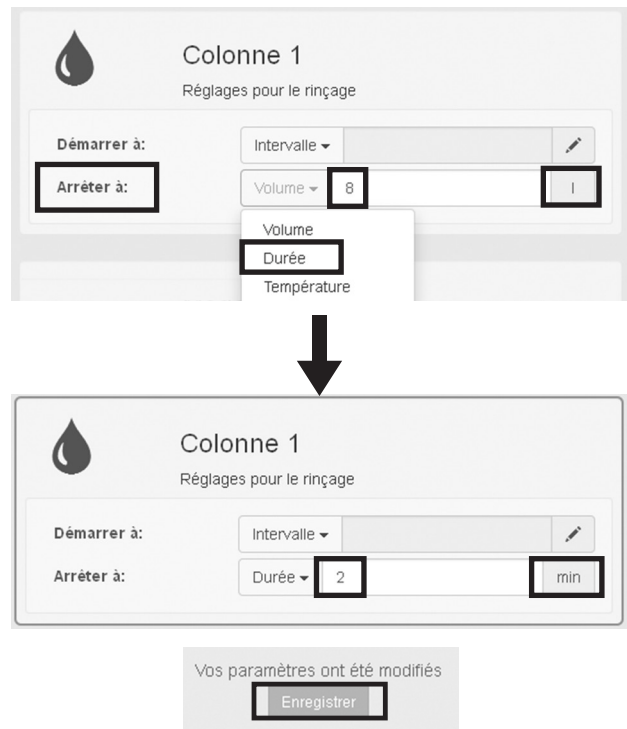 Colonne 1
Réglages pour le rinçage
Démarrer à:
Intervalle
Arrêter à:
Volume
8
l
Volume
Durée
Température
Colonne 1
Réglages pour le rinçage
Démarrer à:
Intervalle
Arrêter à:
Durée
2
min
Vos paramètres ont été modifiés
Enregistrer